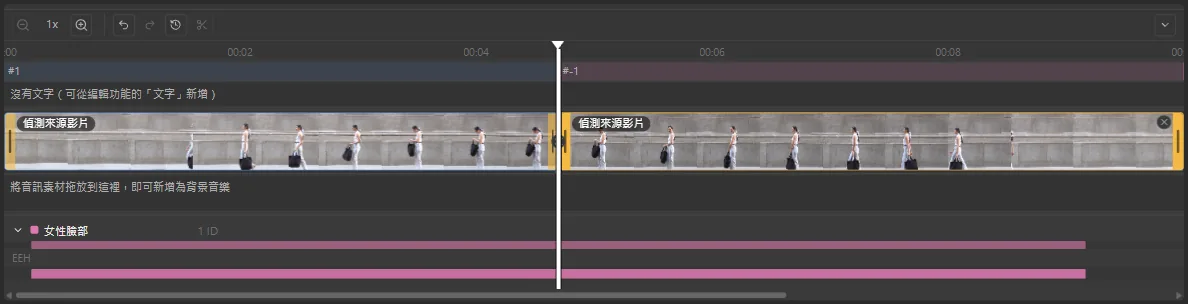 1x
:00 00:02 00:04 00:06 00:08 00
#1 #-1
沒有文字（可從編輯功能的「文字」新增）
偵測來源影片 偵測來源影片
將音訊素材拖放到這裡，即可新增為背景音樂
女性臉部 1 ID
EEH